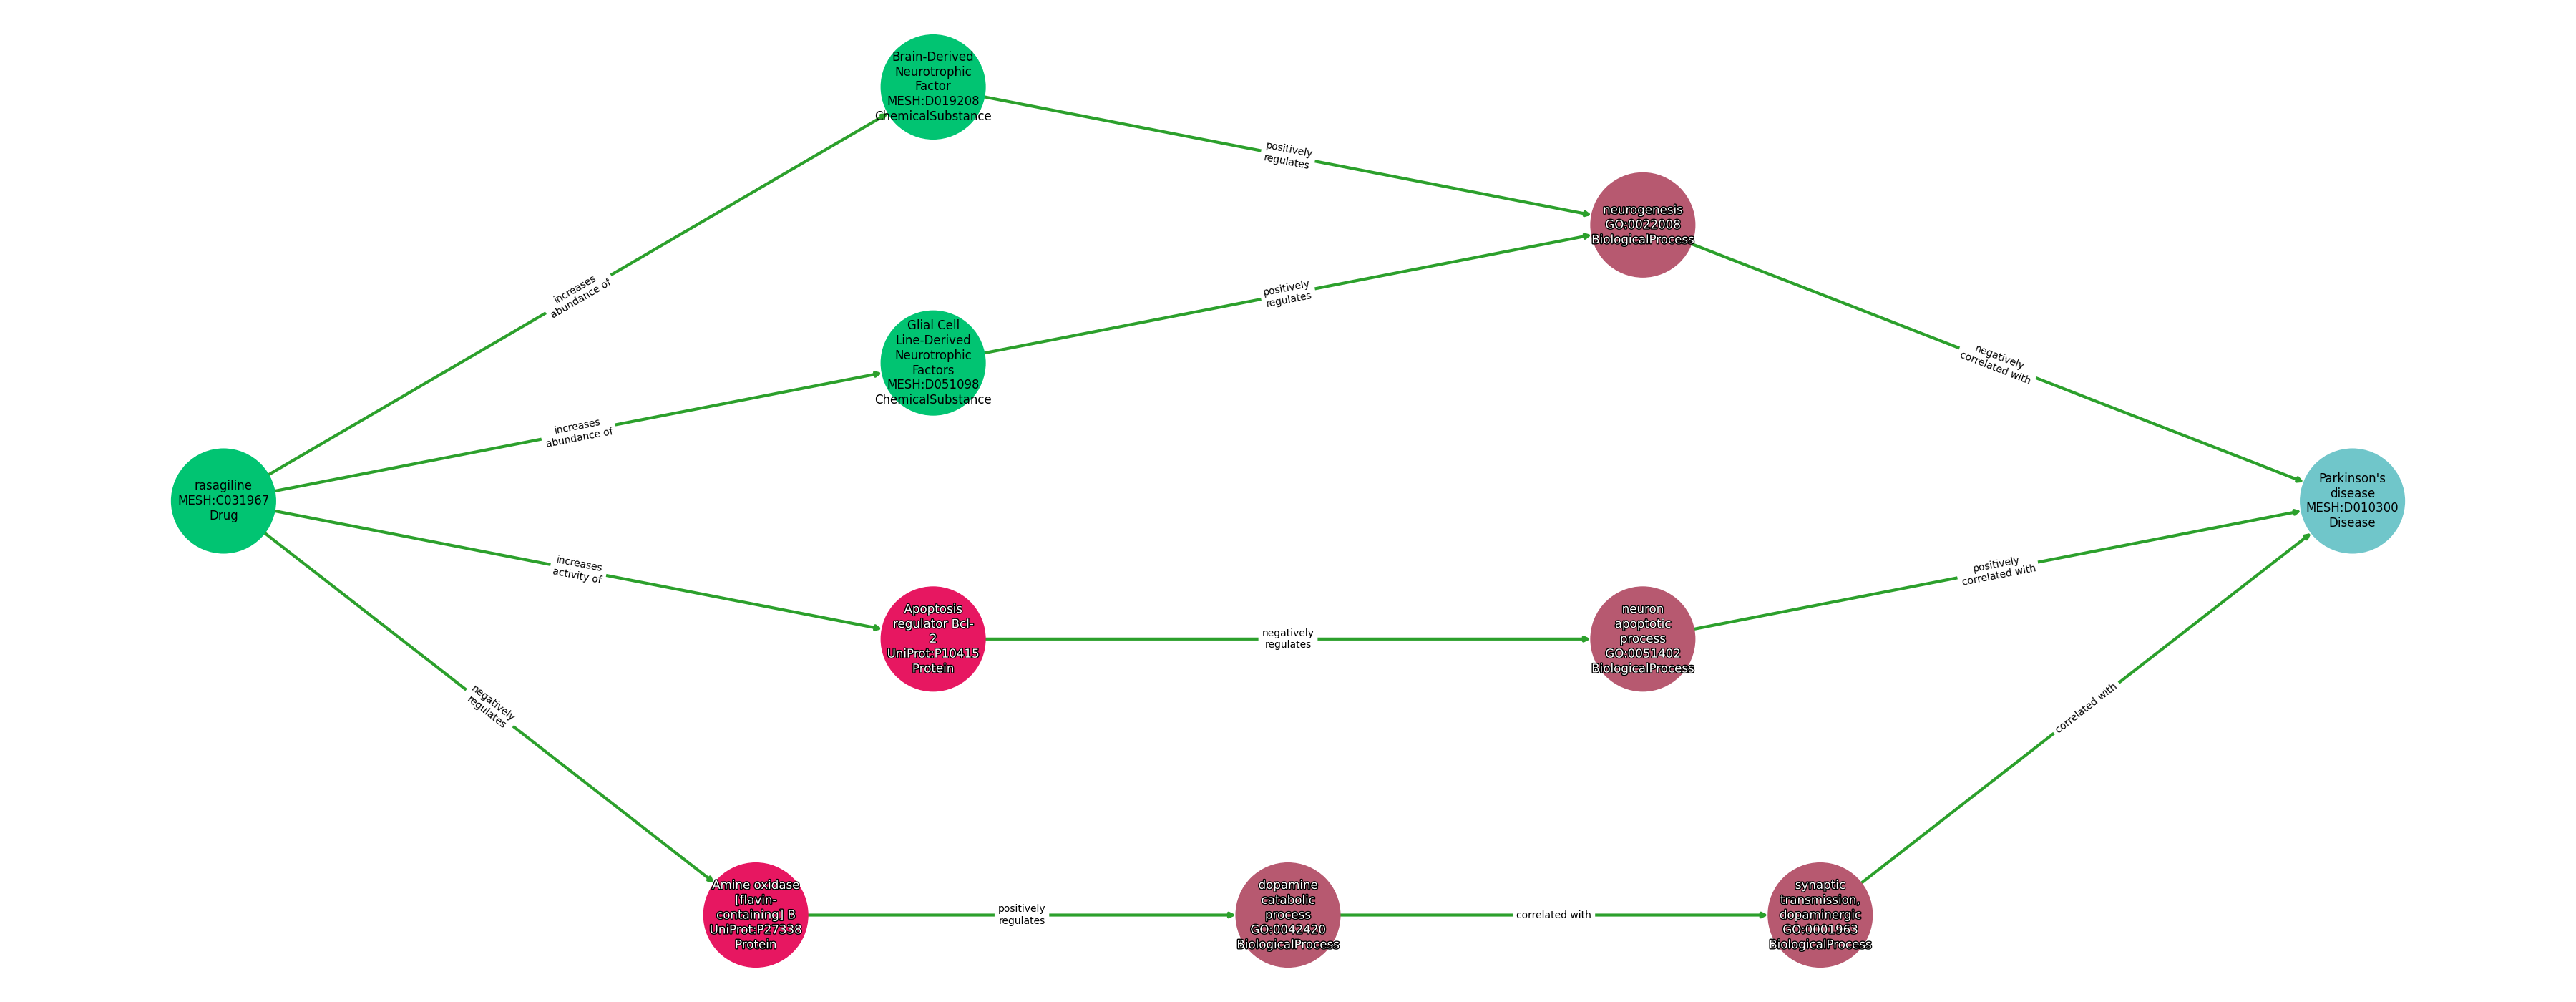 Brain-Derived
Neurotrophic
Factor
MESH:D019208
ChemicalSubstance
positively
regulates
neurogenesis
GO:0022008
BiologicalProcess
increases
abundance of
positively
regulates
Glial Cell
Line-Derived
Neurotrophic
Factors
MESH:D051098
ChemicalSubstance
negatively
correlated with
increases
abundance of
rasagiline
MESH:C031967
Drug
Parkinson's
disease
MESH:D010300
Disease
increases
activity of
positively
correlated with
Apoptosis
regulator Bcl-
2
UniProt:P10415
Protein
negatively
regulates
neuron
apoptotic
process
GO:0051402
BiologicalProcess
negatively
regulates
correlated with
Amine oxidase
[flavin-
containing] B
UniProt:P27338
Protein
positively
regulates
dopamine
catabolic
process
GO:0042420
BiologicalProcess
correlated with
synaptic
transmission,
dopaminergic
GO:0001963
BiologicalProcess